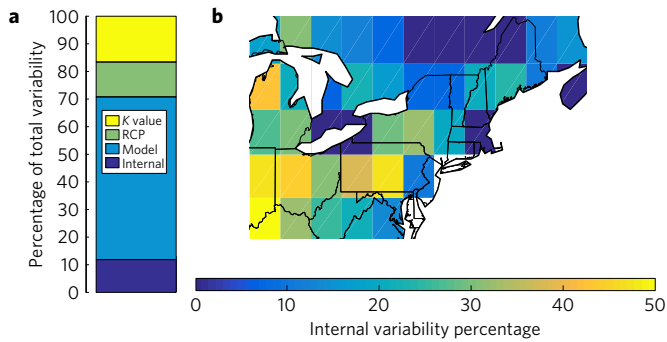 a
Percentage of total variability
100
90
80
70
60
50
40
30
20
10
0
K value
RCP
Model
Internal
b
0 10 20 30 40 50
Internal variability percentage